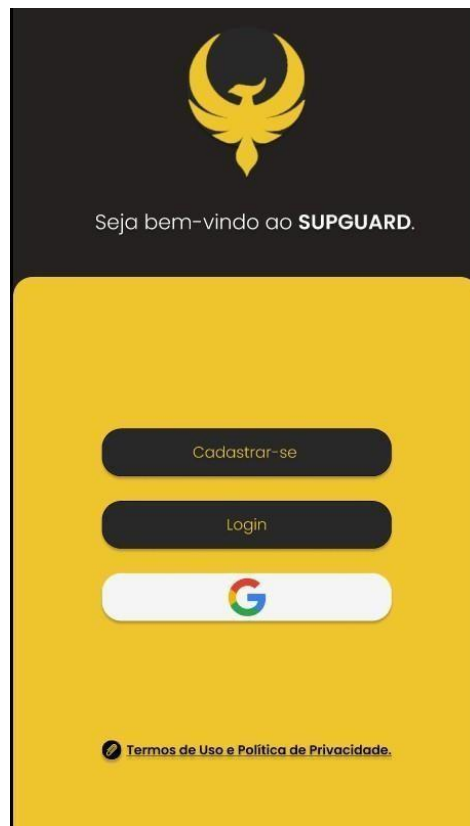 Seja bem-vindo ao SUPGUARD.
Cadastrar-se
Login
Termos de Uso e Política de Privacidade.